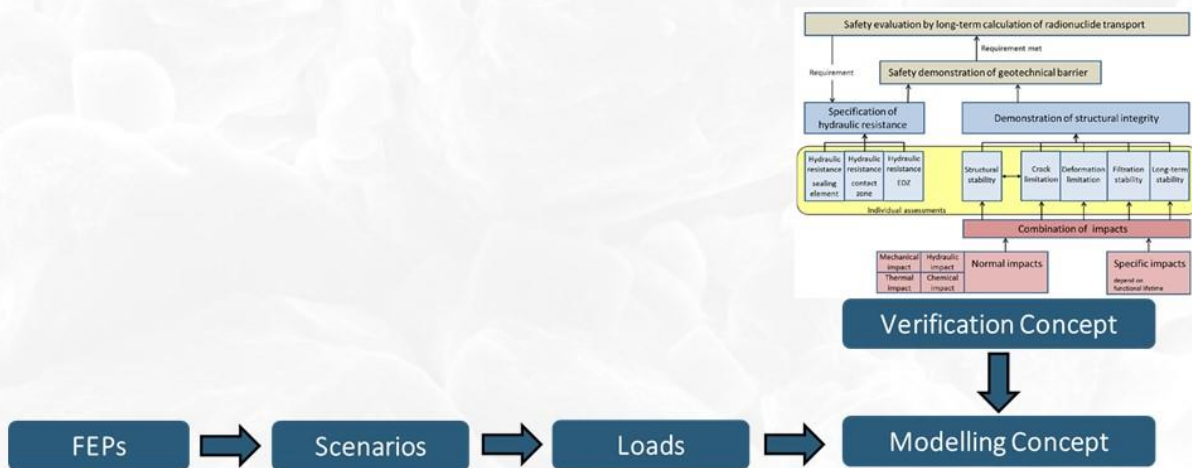 Safety evaluation by long-term calculation of radionuclide transport
Requirement met
Requirement
Safety demonstration of geotechnical barrier
Specification of
hydraulic resistance
Demonstration of structural integrity
Hydraulic
resistance
sealing
element
Hydraulic
resistance
contact
zone
Hydraulic
resistance
EDZ
Structural
stability
Crack
limitation
Deformation
limitation
Filtration
stability
Long-term
stability
Individual assessments
Combination of impacts
Mechanical
impact
Hydraulic
impact
Thermal
impact
Chemical
impact
Normal impacts
Specific impacts
depend on
functional lifetime
Verification Concept
FEPs
Scenarios
Loads
Modelling Concept